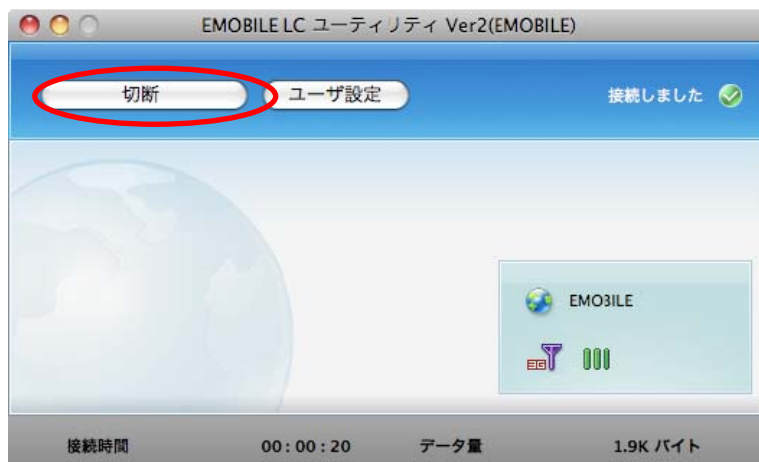 EMOBILE LC ユーティリティ Ver2(EMOBILE)
切断 ユーザ設定 接続しました
EMOBILE
EG
接続時間 00:00:20 データ量 1.9K バイト